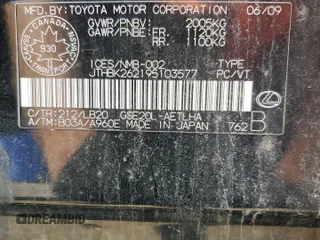 MFD. BY: TOYOTA MOTOR CORPORATION 06/09
GVWR/PNBV: 2005KG
GAWR/PNBE: FR 1120KG
RR 1100KG
CANADA
930
ICES/NMB-002 TYPE
JTHBK262195103577 PC/VT
C/TR: 212/LB20 GSE20L-AETLHA
A/TM: B03A/A960E MADE IN JAPAN 762 B
DREAMBID